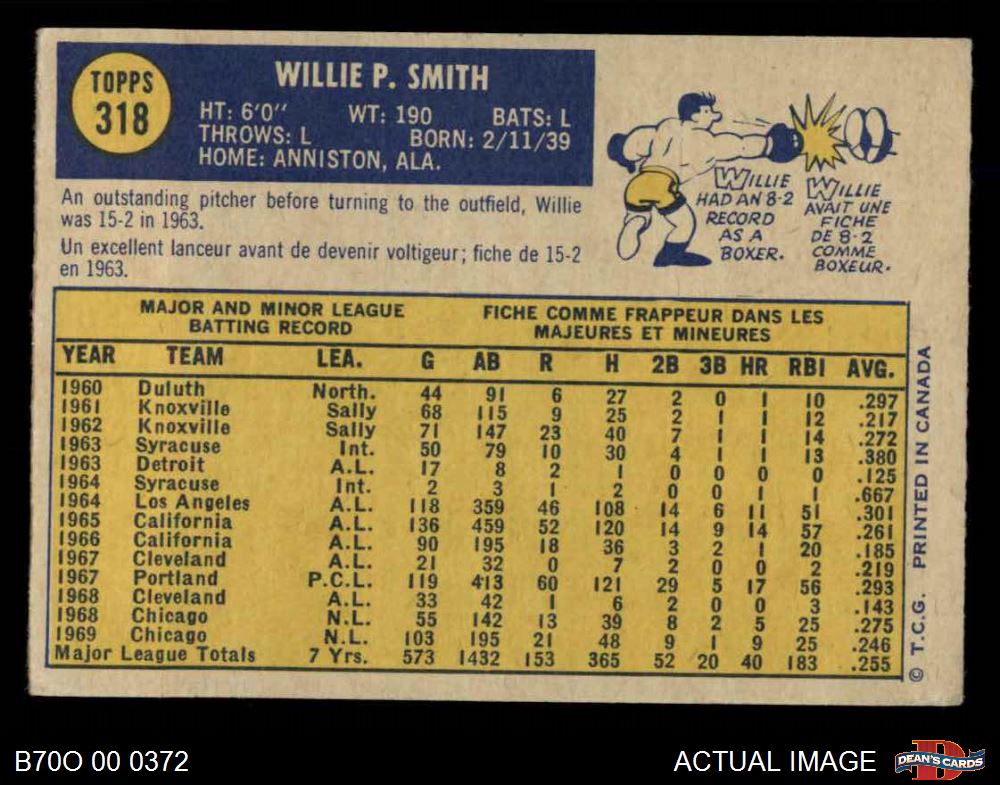 TOPPS
318
WILLIE P. SMITH
HT: 6'0" WT: 190 BATS: L
THROWS: L BORN: 2/11/39
HOME: ANNISTON, ALA.
An outstanding pitcher before turning to the outfield, Willie
was 15-2 in 1963.
Un excellent lanceur avant de devenir voltigeur; fiche de 15-2
en 1963.
WILLIE
HAD AN 8-2
RECORD
AS A
BOXER.
WILLIE
AVAIT UNE
FICHE
DE 8-2
COMME
BOXEUR.
MAJOR AND MINOR LEAGUE
BATTING RECORD
FICHE COMME FRAPPEUR DANS LES
MAJEURES ET MINEURES
YEAR TEAM LEA. G AB R H 2B 3B HR RBI AVG.
1960 Duluth North. 44 91 6 27 2 0 1 10 .297
1961 Knoxville Sally 68 115 9 25 2 1 1 12 .217
1962 Knoxville Sally 71 147 23 40 7 1 1 14 .272
1963 Syracuse Int. 50 79 10 30 4 1 1 13 .380
1963 Detroit A.L. 17 8 2 1 0 0 0 0 .125
1964 Syracuse Int. 2 3 1 2 0 0 1 1 .667
1964 Los Angeles A.L. 118 359 46 108 14 6 11 51 .301
1965 California A.L. 136 459 52 120 14 9 14 57 .261
1966 California A.L. 90 195 18 36 3 2 1 20 .185
1967 Cleveland A.L. 21 32 0 7 2 0 0 2 .219
1967 Portland P.C.L. 119 413 60 121 29 5 17 56 .293
1968 Cleveland A.L. 33 42 1 6 2 0 0 3 .143
1968 Chicago N.L. 55 142 13 39 8 2 5 25 .275
1969 Chicago N.L. 103 195 21 48 9 1 9 25 .246
Major League Totals 7 Yrs. 573 1432 153 365 52 20 40 183 .255
© T.C.G. PRINTED IN CANADA
B70O 00 0372
ACTUAL IMAGE
D
DEAN'S CARDS